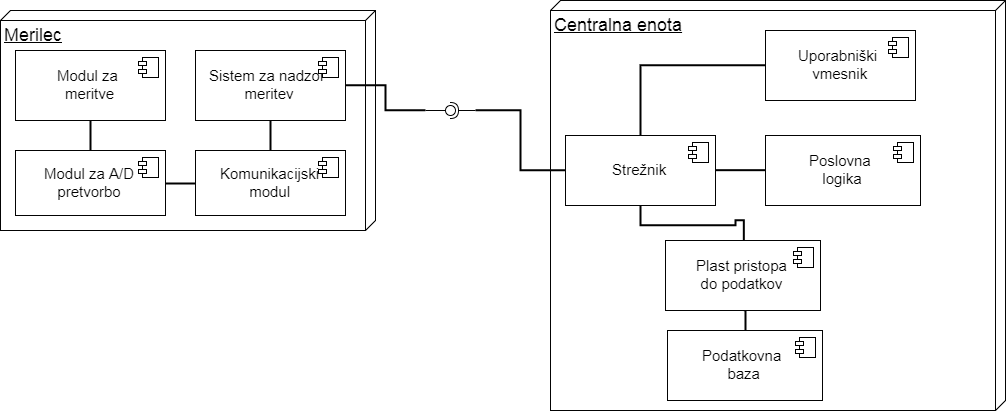 Merilec
Modul za
meritve
Sistem za nadzor
meritev
Modul za A/D
pretvorbo
Komunikacijski
modul
Centralna enota
Uporabniški
vmesnik
Strežnik
Poslovna
logika
Plast pristopa
do podatkov
Podatkovna
baza